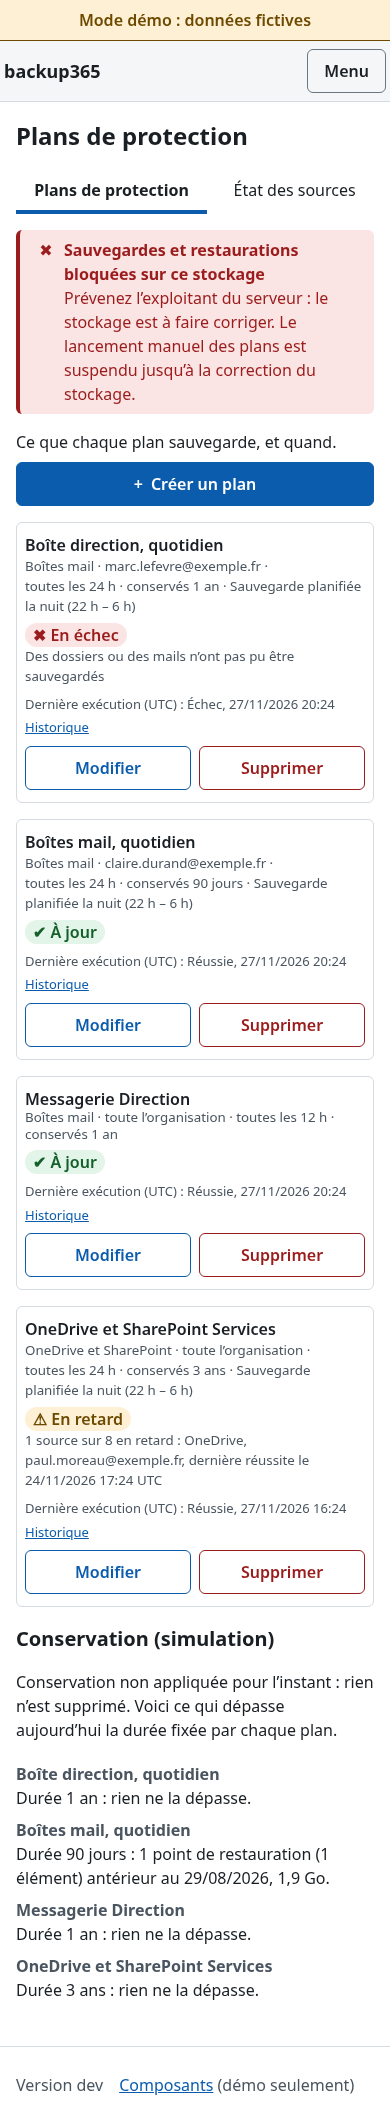 Mode démo : données fictives
backup365
Menu
Plans de protection
Plans de protection
État des sources
✖ Sauvegardes et restaurations
bloquées sur ce stockage
Prévenez l’exploitant du serveur : le
stockage est à faire corriger. Le
lancement manuel des plans est
suspendu jusqu’à la correction du
stockage.
Ce que chaque plan sauvegarde, et quand.
+ Créer un plan
Boîte direction, quotidien
Boîtes mail · marc.lefevre@exemple.fr ·
toutes les 24 h · conservés 1 an · Sauvegarde planifiée
la nuit (22 h – 6 h)
✖ En échec
Des dossiers ou des mails n’ont pas pu être
sauvegardés
Dernière exécution (UTC) : Échec, 27/11/2026 20:24
Historique
Modifier
Supprimer
Boîtes mail, quotidien
Boîtes mail · claire.durand@exemple.fr ·
toutes les 24 h · conservés 90 jours · Sauvegarde
planifiée la nuit (22 h – 6 h)
✔ À jour
Dernière exécution (UTC) : Réussie, 27/11/2026 20:24
Historique
Modifier
Supprimer
Messagerie Direction
Boîtes mail · toute l’organisation · toutes les 12 h ·
conservés 1 an
✔ À jour
Dernière exécution (UTC) : Réussie, 27/11/2026 20:24
Historique
Modifier
Supprimer
OneDrive et SharePoint Services
OneDrive et SharePoint · toute l’organisation ·
toutes les 24 h · conservés 3 ans · Sauvegarde
planifiée la nuit (22 h – 6 h)
⚠ En retard
1 source sur 8 en retard : OneDrive,
paul.moreau@exemple.fr, dernière réussite le
24/11/2026 17:24 UTC
Dernière exécution (UTC) : Réussie, 27/11/2026 16:24
Historique
Modifier
Supprimer
Conservation (simulation)
Conservation non appliquée pour l’instant : rien
n’est supprimé. Voici ce qui dépasse
aujourd’hui la durée fixée par chaque plan.
Boîte direction, quotidien
Durée 1 an : rien ne la dépasse.
Boîtes mail, quotidien
Durée 90 jours : 1 point de restauration (1
élément) antérieur au 29/08/2026, 1,9 Go.
Messagerie Direction
Durée 1 an : rien ne la dépasse.
OneDrive et SharePoint Services
Durée 3 ans : rien ne la dépasse.
Version dev Composants (démo seulement)